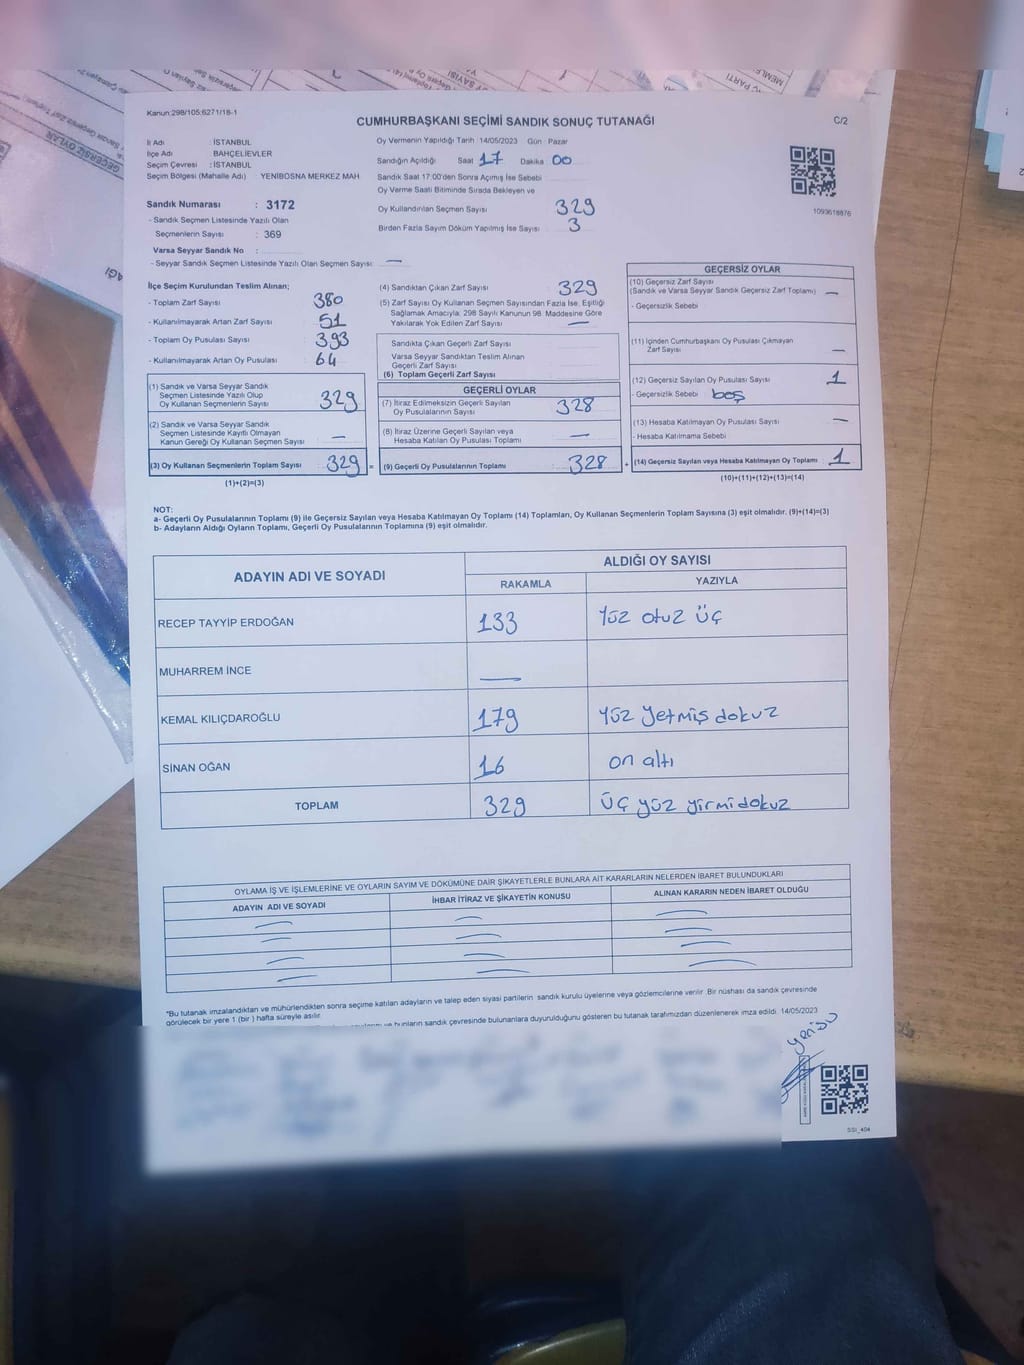 Kanun:298/105;6271/18-1
CUMHURBAŞKANI SEÇİMİ SANDIK SONUÇ TUTANAĞI
C/2
İl Adı : İSTANBUL
İlçe Adı : BAHÇELİEVLER
Seçim Çevresi : İSTANBUL
Seçim Bölgesi (Mahalle Adı) YENİBOSNA MERKEZ MAH
Sandık Numarası : 3172
- Sandık Seçmen Listesinde Yazılı Olan
Seçmenlerin Sayısı : 369
Varsa Seyyar Sandık No :
- Seyyar Sandık Seçmen Listesinde Yazılı Olan Seçmen Sayısı: —
Oy Vermenin Yapıldığı Tarih :14/05/2023 Gün : Pazar
Sandığın Açıldığı Saat 17 Dakika 00
Sandık Saat 17:00'den Sonra Açımış İse Sebebi
Oy Verme Saati Bitiminde Sırada Bekleyen ve
Oy Kullandırılan Seçmen Sayısı 329
Birden Fazla Sayım Döküm Yapılmış İse Sayısı 3
1093618876
İlçe Seçim Kurulundan Teslim Alınan;
- Toplam Zarf Sayısı 380
- Kullanılmayarak Artan Zarf Sayısı 51
- Toplam Oy Pusulası Sayısı 393
- Kullanılmayarak Artan Oy Pusulası 64
(1) Sandık ve Varsa Seyyar Sandık
Seçmen Listesinde Yazılı Olup
Oy Kullanan Seçmenlerin Sayısı 329
(2) Sandık ve Varsa Seyyar Sandık
Seçmen Listesinde Kayıtlı Olmayan
Kanun Gereği Oy Kullanan Seçmen Sayısı —
(3) Oy Kullanan Seçmenlerin Toplam Sayısı 329 =
(1)+(2)=(3)
(4) Sandıktan Çıkan Zarf Sayısı 329
(5) Zarf Sayısı Oy Kullanan Seçmen Sayısından Fazla İse, Eşitliği
Sağlamak Amacıyla; 298 Sayılı Kanunun 98. Maddesine Göre
Yakılarak Yok Edilen Zarf Sayısı —
Sandıkta Çıkan Geçerli Zarf Sayısı
Varsa Seyyar Sandıktan Teslim Alınan
Geçerli Zarf Sayısı
(6) Toplam Geçerli Zarf Sayısı
GEÇERLİ OYLAR
(7) İtiraz Edilmeksizin Geçerli Sayılan
Oy Pusulalarının Sayısı 328
(8) İtiraz Üzerine Geçerli Sayılan veya
Hesaba Katılan Oy Pusulası Toplamı —
(9) Geçerli Oy Pusulalarının Toplamı 328 +
GEÇERSİZ OYLAR
(10) Geçersiz Zarf Sayısı
(Sandık ve Varsa Seyyar Sandık Geçersiz Zarf Toplamı) —
- Geçersizlik Sebebi
(11) İçinden Cumhurbaşkanı Oy Pusulası Çıkmayan
Zarf Sayısı —
(12) Geçersiz Sayılan Oy Pusulası Sayısı 1
- Geçersizlik Sebebi boş
(13) Hesaba Katılmayan Oy Pusulası Sayısı —
- Hesaba Katılmama Sebebi
(14) Geçersiz Sayılan veya Hesaba Katılmayan Oy Toplamı 1
(10)+(11)+(12)+(13)=(14)
NOT:
a- Geçerli Oy Pusulalarının Toplamı (9) ile Geçersiz Sayılan veya Hesaba Katılmayan Oy Toplamı (14) Toplamları, Oy Kullanan Seçmenlerin Toplam Sayısına (3) eşit olmalıdır. (9)+(14)=(3)
b- Adayların Aldığı Oyların Toplamı, Geçerli Oy Pusulalarının Toplamına (9) eşit olmalıdır.
ADAYIN ADI VE SOYADI
ALDIĞI OY SAYISI
RAKAMLA YAZIYLA
RECEP TAYYİP ERDOĞAN 133 Yüz otuz üç
MUHARREM İNCE —
KEMAL KILIÇDAROĞLU 179 Yüz yetmiş dokuz
SİNAN OĞAN 16 on altı
TOPLAM 329 üç yüz yirmi dokuz
OYLAMA İŞ VE İŞLEMLERİNE VE OYLARIN SAYIM VE DÖKÜMÜNE DAİR ŞİKAYETLERLE BUNLARA AİT KARARLARIN NELERDEN İBARET BULUNDUKLARI
ADAYIN ADI VE SOYADI İHBAR İTİRAZ VE ŞİKAYETİN KONUSU ALINAN KARARIN NEDEN İBARET OLDUĞU
*Bu tutanak imzalandıktan ve mühürlendikten sonra seçime katılan adayların ve talep eden siyasi partilerin sandık kurulu üyelerine veya gözlemcilerine verilir. Bir nüshası da sandık çevresinde
görülecek bir yere 1 (bir ) hafta süreyle asılır.
bunların sandık çevresinde bulunanlara duyurulduğunu gösteren bu tutanak tarafımızdan düzenlenerek imza edildi. 14/05/2023
SSI_404